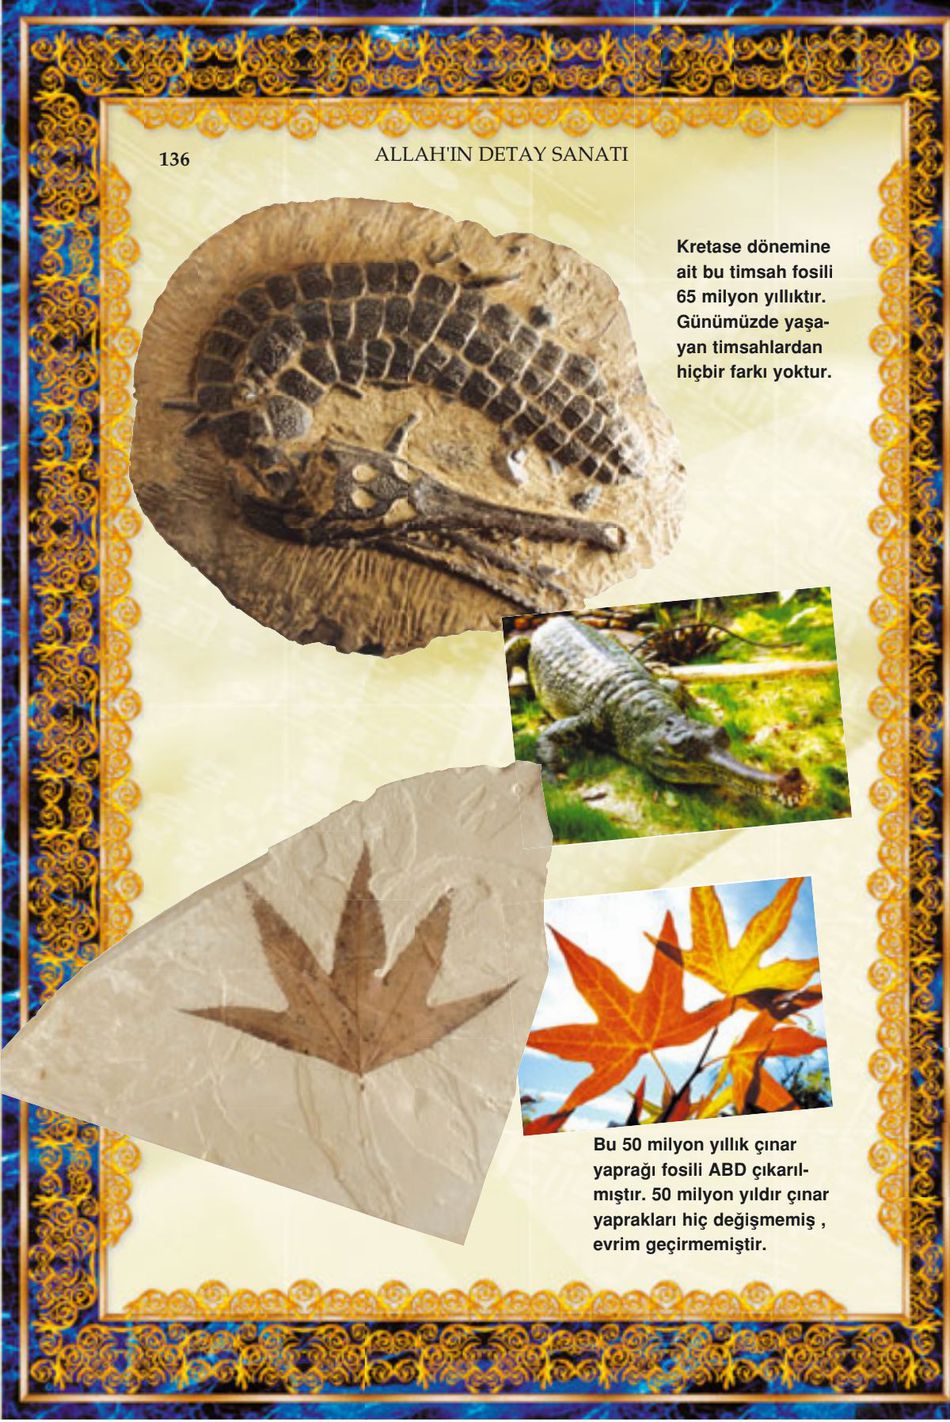 136
ALLAH'IN DETAY SANATI
Kretase dönemine
ait bu timsah fosili
65 milyon yıllıktır.
Günümüzde yaşa-
yan timsahlardan
hiçbir farkı yoktur.
Bu 50 milyon yıllık çınar
yaprağı fosili ABD çıkarıl-
mıştır. 50 milyon yıldır çınar
yaprakları hiç değişmemiş ,
evrim geçirmemiştir.